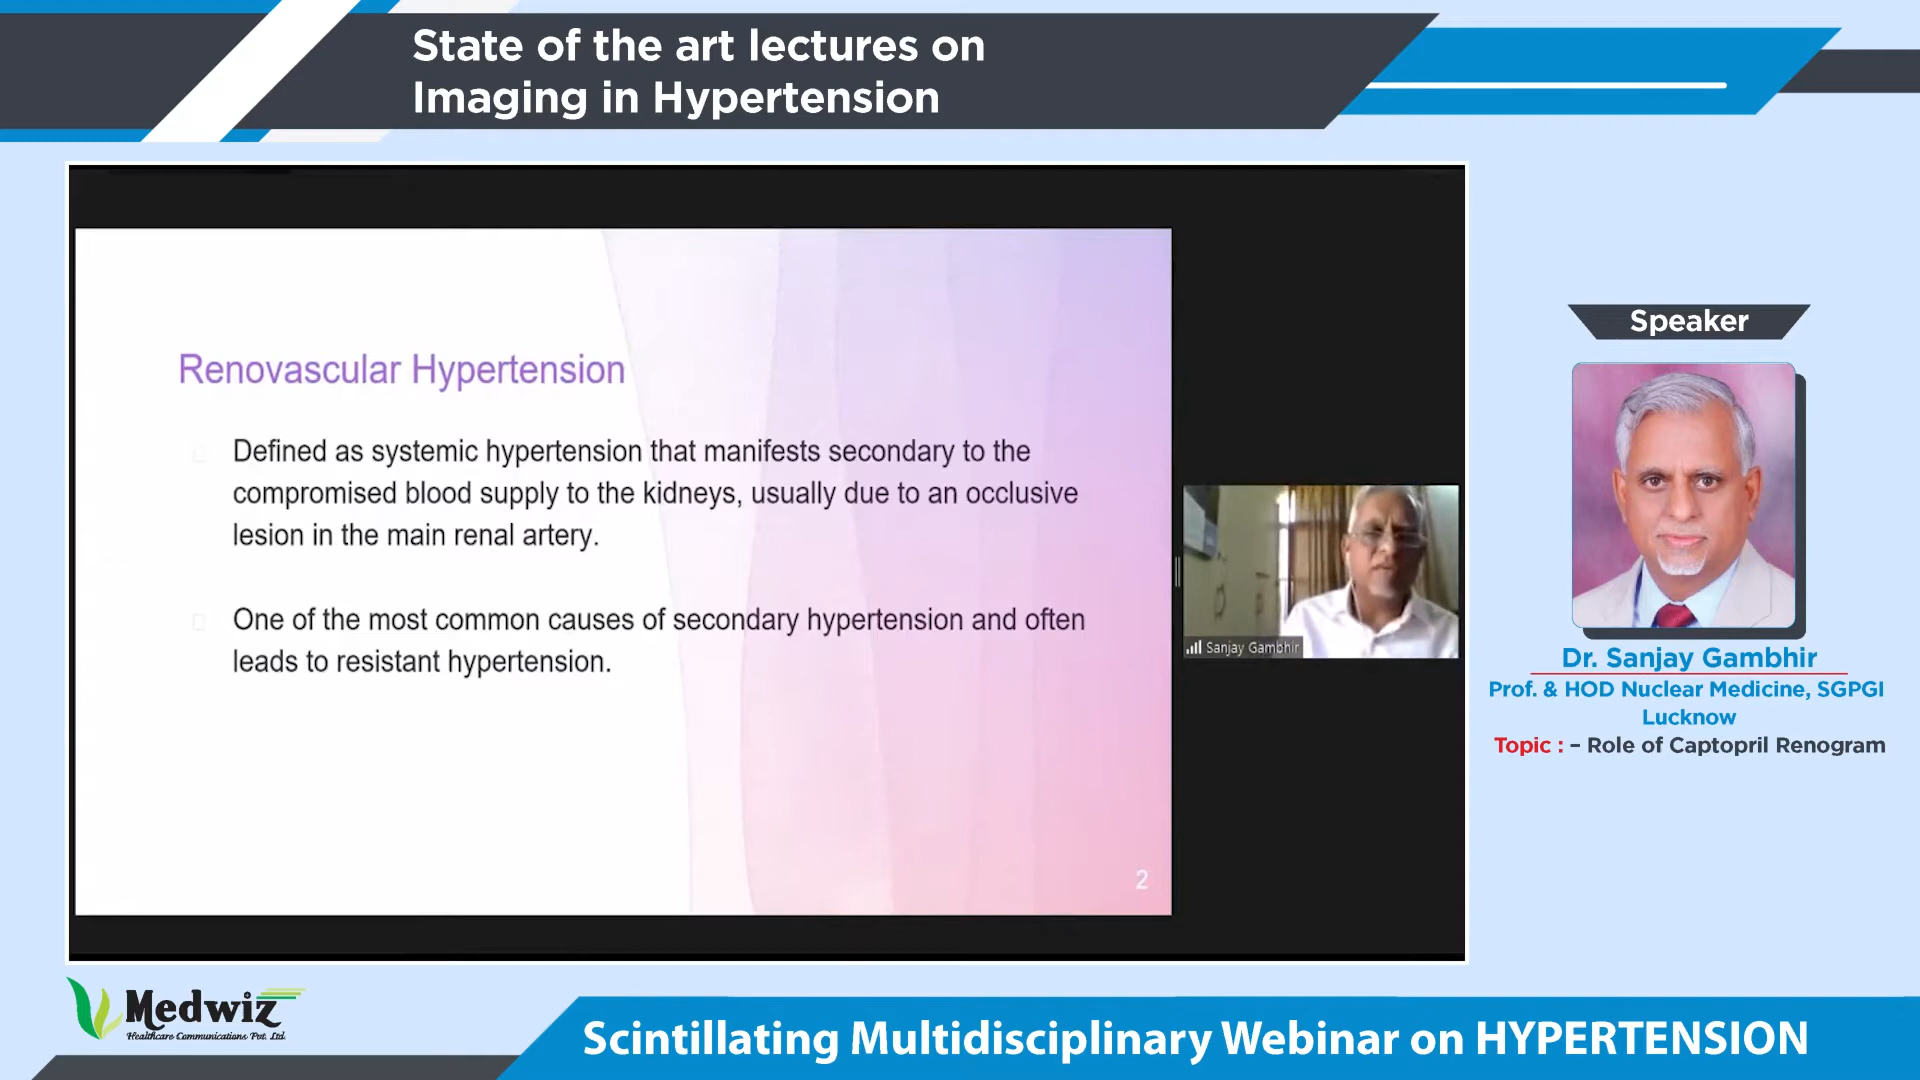 State of the art lectures on
Imaging in Hypertension
Renovascular Hypertension
Defined as systemic hypertension that manifests secondary to the
compromised blood supply to the kidneys, usually due to an occlusive
lesion in the main renal artery.
One of the most common causes of secondary hypertension and often
leads to resistant hypertension.
2
Sanjay Gambhir
Speaker
Dr. Sanjay Gambhir
Prof. & HOD Nuclear Medicine, SGPGI
Lucknow
Topic : – Role of Captopril Renogram
Medwiz
Healthcare Communications Pvt. Ltd.
Scintillating Multidisciplinary Webinar on HYPERTENSION